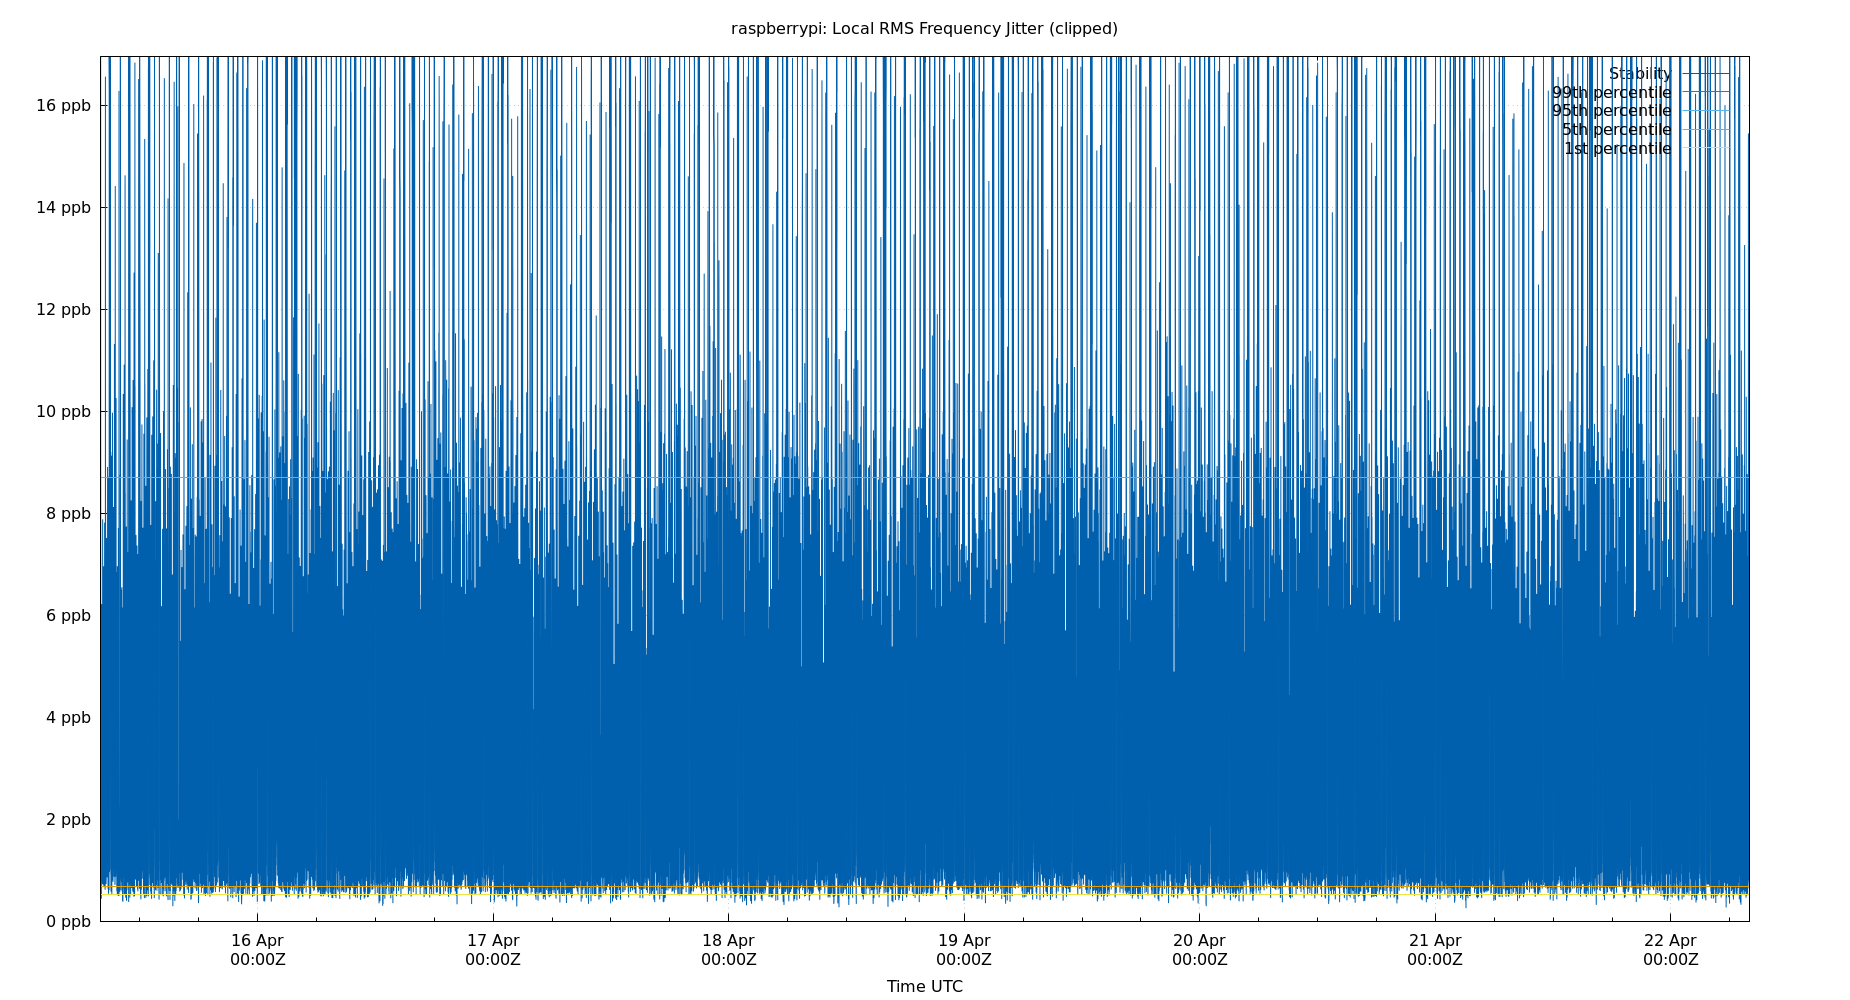 raspberrypi: Local RMS Frequency Jitter (clipped)
Stability
99th percentile
95th percentile
5th percentile
1st percentile
16 ppb
14 ppb
12 ppb
10 ppb
8 ppb
6 ppb
4 ppb
2 ppb
0 ppb
16 Apr 17 Apr 18 Apr 19 Apr 20 Apr 21 Apr 22 Apr
00:00Z 00:00Z 00:00Z 00:00Z 00:00Z 00:00Z 00:00Z
Time UTC